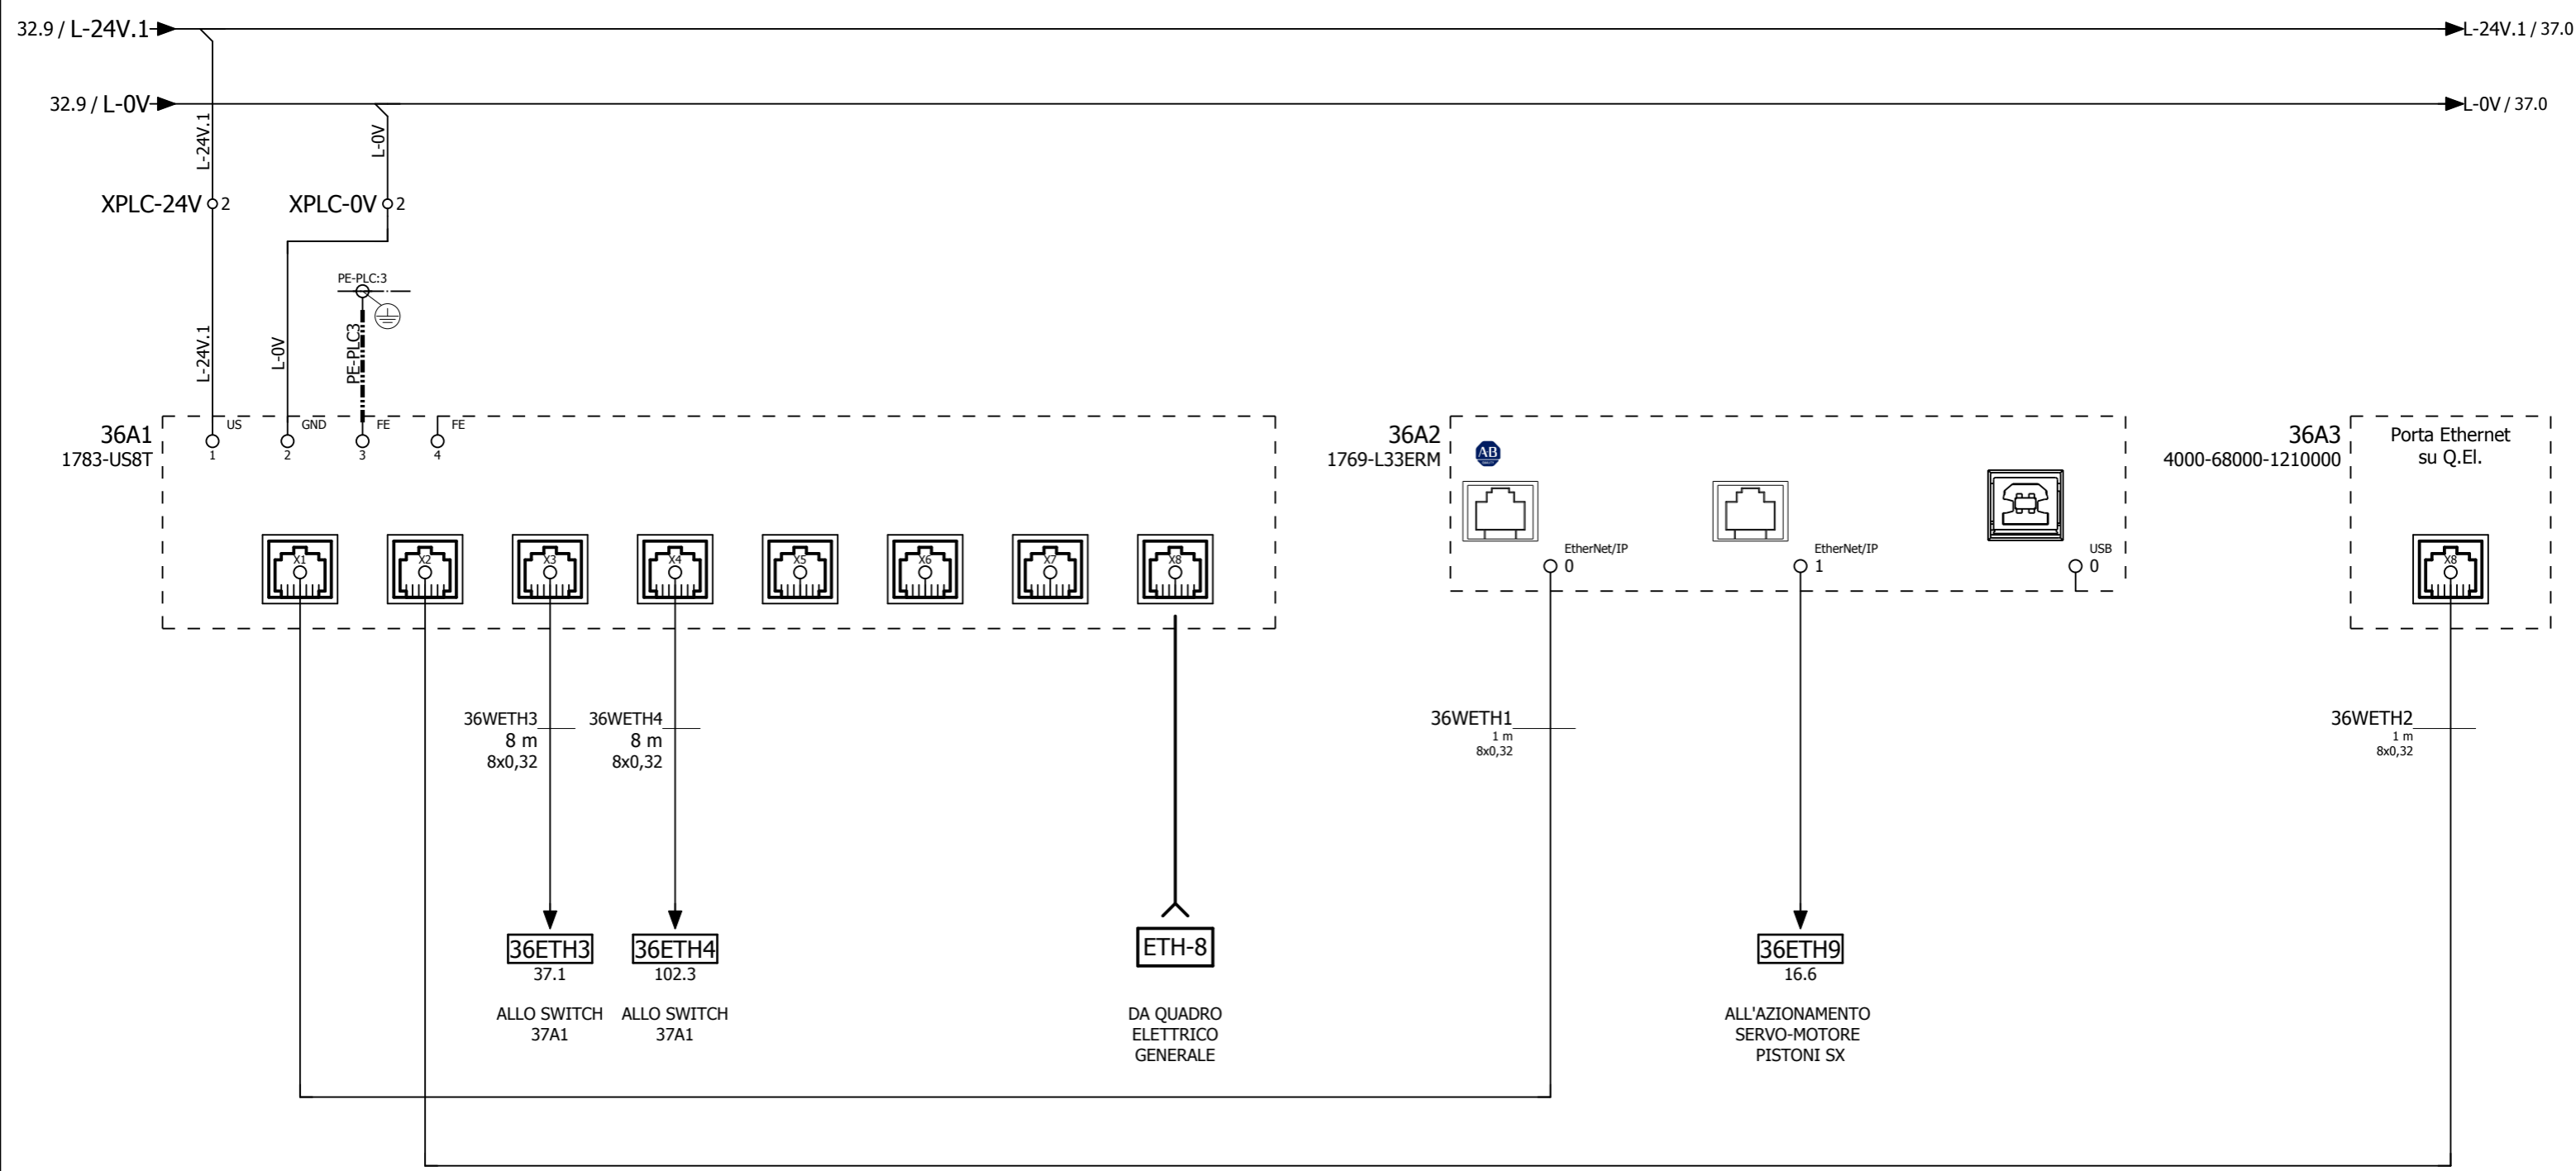 32.9 / L-24V.1
L-24V.1 / 37.0
32.9 / L-0V
L-0V / 37.0
L-24V.1
L-0V
XPLC-24V 2
XPLC-0V 2
PE-PLC:3
L-24V.1
L-0V
PE-PLC3
36A1
1783-US8T
US
1
GND
2
FE
3
FE
4
X1
X2
X3
X4
X5
X6
X7
X8
36A2
1769-L33ERM
AB
EtherNet/IP
0
EtherNet/IP
1
USB
0
36A3
4000-68000-1210000
Porta Ethernet
su Q.El.
X8
36WETH3
8 m
8x0,32
36WETH4
8 m
8x0,32
36WETH1
1 m
8x0,32
36WETH2
1 m
8x0,32
36ETH3
37.1
ALLO SWITCH
37A1
36ETH4
102.3
ALLO SWITCH
37A1
ETH-8
DA QUADRO
ELETTRICO
GENERALE
36ETH9
16.6
ALL'AZIONAMENTO
SERVO-MOTORE
PISTONI SX